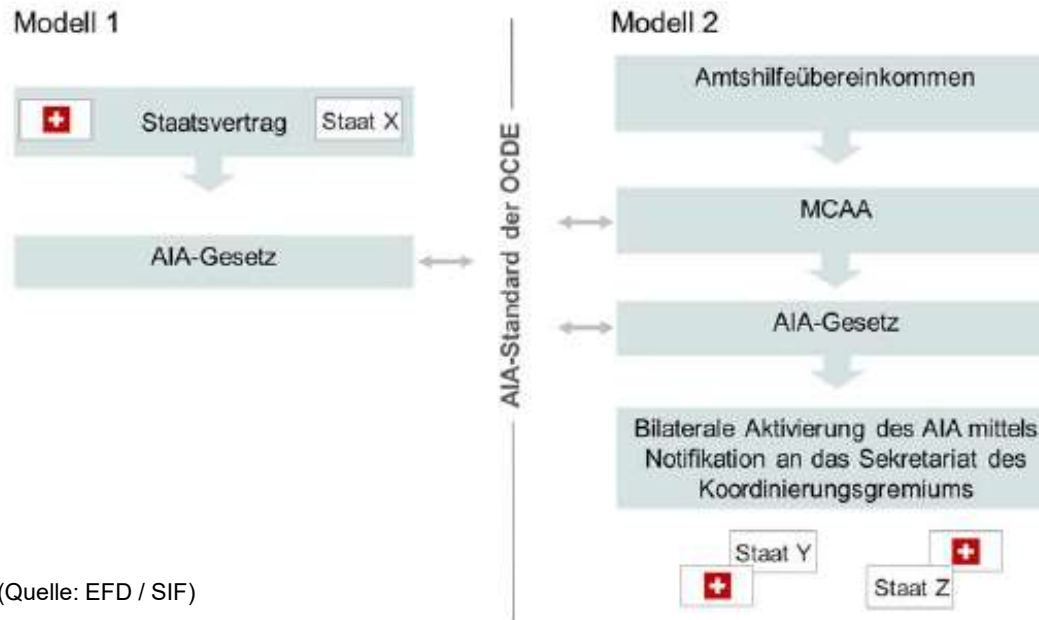 Modell 1
Staatsvertrag
Staat X
AIA-Gesetz
(Quelle: EFD / SIF)
AIA-Standard der OCDE
Modell 2
Amtshilfeübereinkommen
MCAA
AIA-Gesetz
Bilaterale Aktivierung des AIA mittels
Notifikation an das Sekretariat des
Koordinierungsgremiums
Staat Y
Staat Z